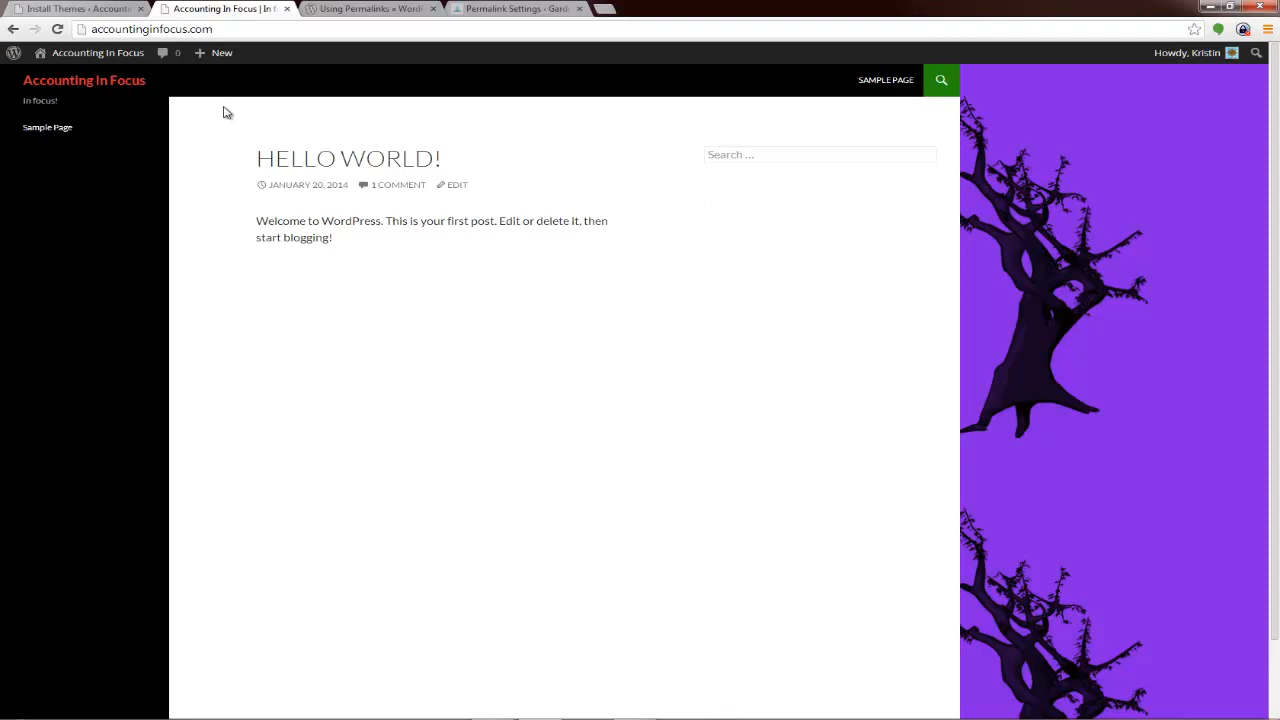 Install Themes ‹ Accountin
Accounting In Focus | In f
Using Permalinks « WordP
Permalink Settings ‹ Gard
accountinginfocus.com
Accounting In Focus
0
New
Howdy, Kristin
Accounting In Focus
SAMPLE PAGE
In focus!
Sample Page
HELLO WORLD!
Search …
JANUARY 20, 2014 1 COMMENT EDIT
Welcome to WordPress. This is your first post. Edit or delete it, then
start blogging!